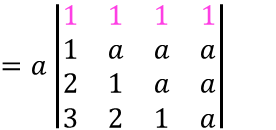 1 1 1 1
1 a a a
= a
2 1 a a
3 2 1 a